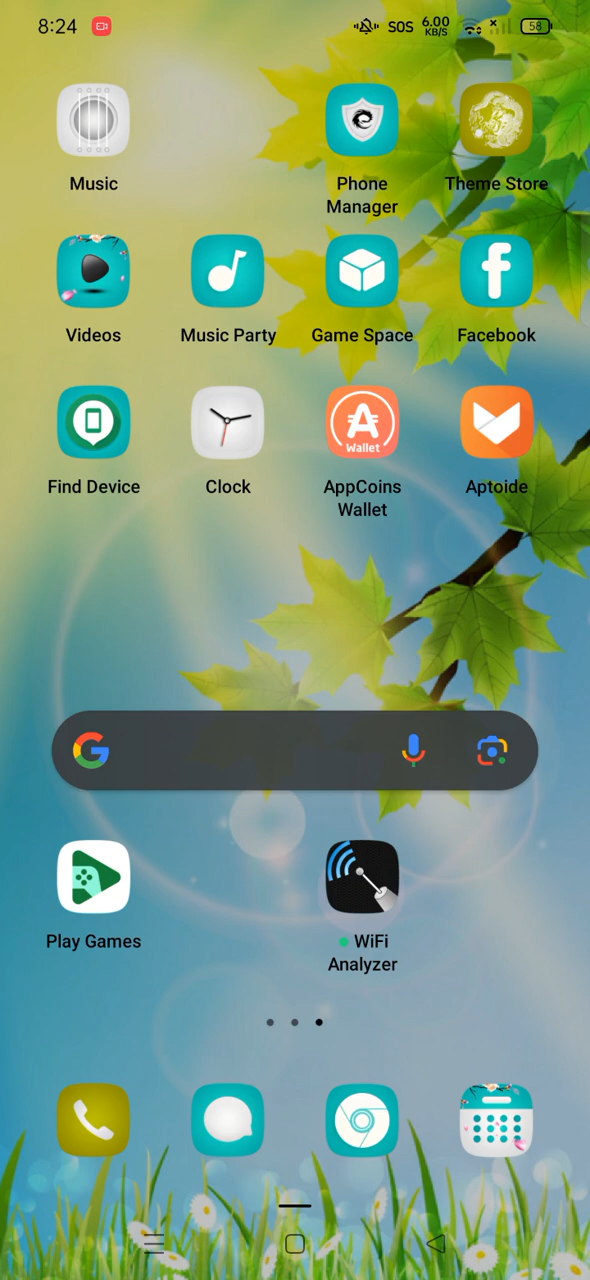 8:24 SOS 6.00 KB/S 58
Music
Phone Manager
Theme Store
Videos
Music Party
Game Space
Facebook
Find Device
Clock
Wallet
AppCoins Wallet
Aptoide
Play Games
WiFi Analyzer